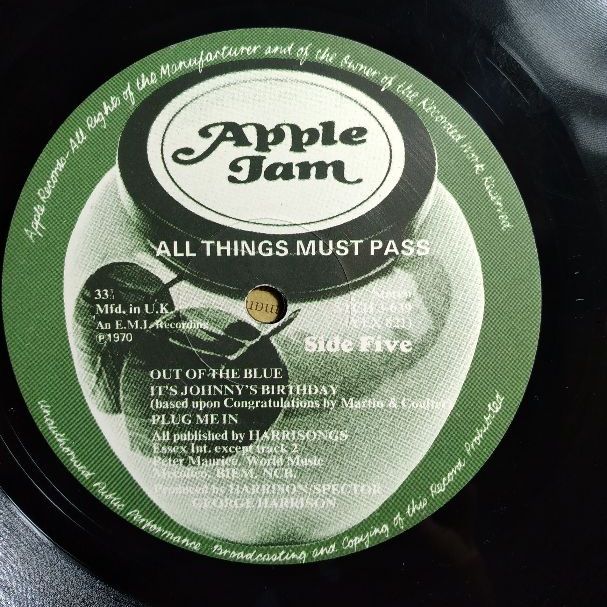 Apple Records-All Rights of the Manufacturer and of the Owner of the Recorded Work Reserved
Apple
Jam
ALL THINGS MUST PASS
33⅓
Mfd. in U.K.
An E.M.I. Recording
℗ 1970
Side Five
OUT OF THE BLUE
IT'S JOHNNY'S BIRTHDAY
(based upon Congratulations by Martin & Coulter
PLUG ME IN
All published by HARRISONGS
Essex Int. except track 2
Peter Maurice, World Music
Mecolico, BIEM, NCB.
Produced by HARRISON/SPECTOR
GEORGE HARRISON
Unauthorised Public Performance, Broadcasting and Copying of this Record Prohibited